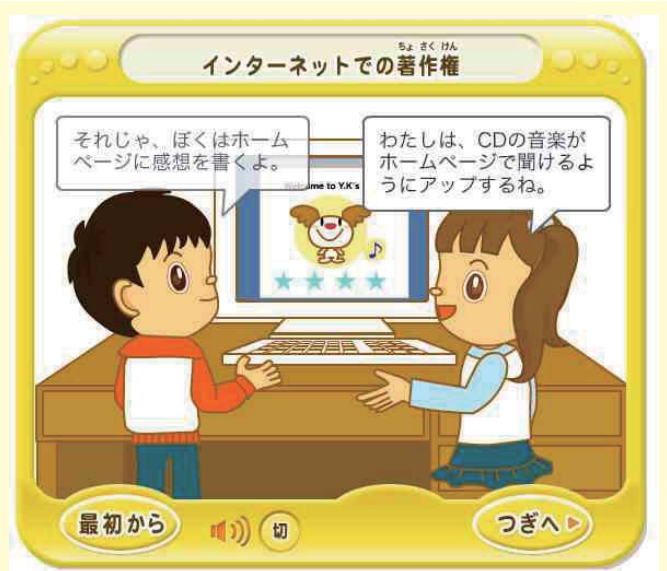 ちょ さく けん
インターネットでの著作権
それじゃ、ぼくはホーム
ページに感想を書くよ。
わたしは、CDの音楽が
ホームページで聞けるよ
うにアップするね。
Welcome to Y.K's
最初から
切
つぎへ